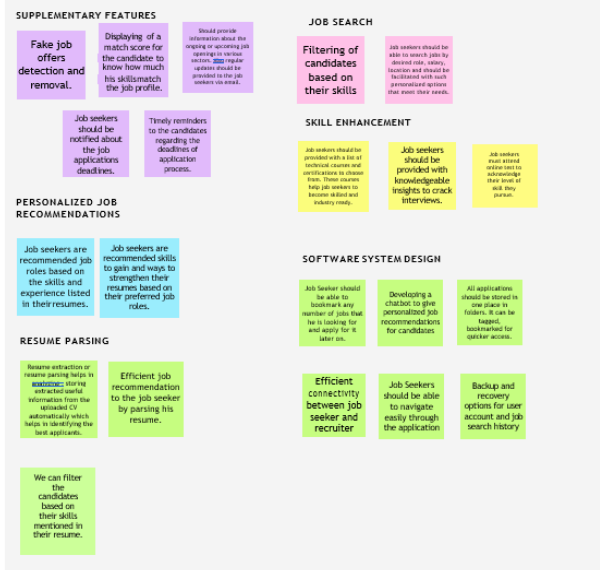 SUPPLEMENTARY FEATURES
Fake job
offers
detection and
removal.
Displaying of a
match score for
the candidate to
know how much
his skillsmatch
the job profile.
Should provide
information about the
ongoing or upcoming job
openings in various
sectors, regular
updates should be
provided to the job
seekers via email.
Job seekers
should be
notified about
the job
applications
deadlines.
Timely reminders
to the candidates
regarding the
deadlines of
application
process.
PERSONALIZED JOB
RECOMMENDATIONS
Job seekers are
recommended job
roles based on
the skills and
experience listed
in theirresumes.
Job seekers are
recommended skills
to gain and ways to
strengthen their
resumes based on
their preferred job
roles.
RESUME PARSING
Resume extraction or
resume parsing helps in
storing
extracted useful
information from the
uploaded CV
automatically which
helps in identifying the
best applicants.
Efficient job
recommendation
to the job seeker
by parsing his
resume.
We can filter
the
candidates
based on
their skills
mentioned in
their resume.
JOB SEARCH
Filtering of
candidates
based on
their skills
Job seekers should be
able to search jobs by
desired role, salary,
location and should be
facilitated with such
personalized options
that meet their needs.
SKILL ENHANCEMENT
Job seekers should be
provided with a list of
technical courses and
certifications to choose
from. These courses
help job seekers to
become skilled and
industry ready.
Job seekers
should be
provided with
knowledgeable
insights to crack
interviews.
Job seekers
must attend
online test to
acknowledge
their level of
skill they
pursue.
SOFTWARE SYSTEM DESIGN
Job Seeker should
be able to
bookmark any
number of jobs that
he is looking for
and apply for it
later on.
Developing a
chatbot to give
personalized job
recommendations
for candidates
All applications
should be stored in
one place in
folders. It can be
tagged,
bookmarked for
quicker access.
Efficient
connectivity
between job
seeker and
recruiter
Job Seekers
should be able
to navigate
easily through
the application
Backup and
recovery
options for user
account and job
search history